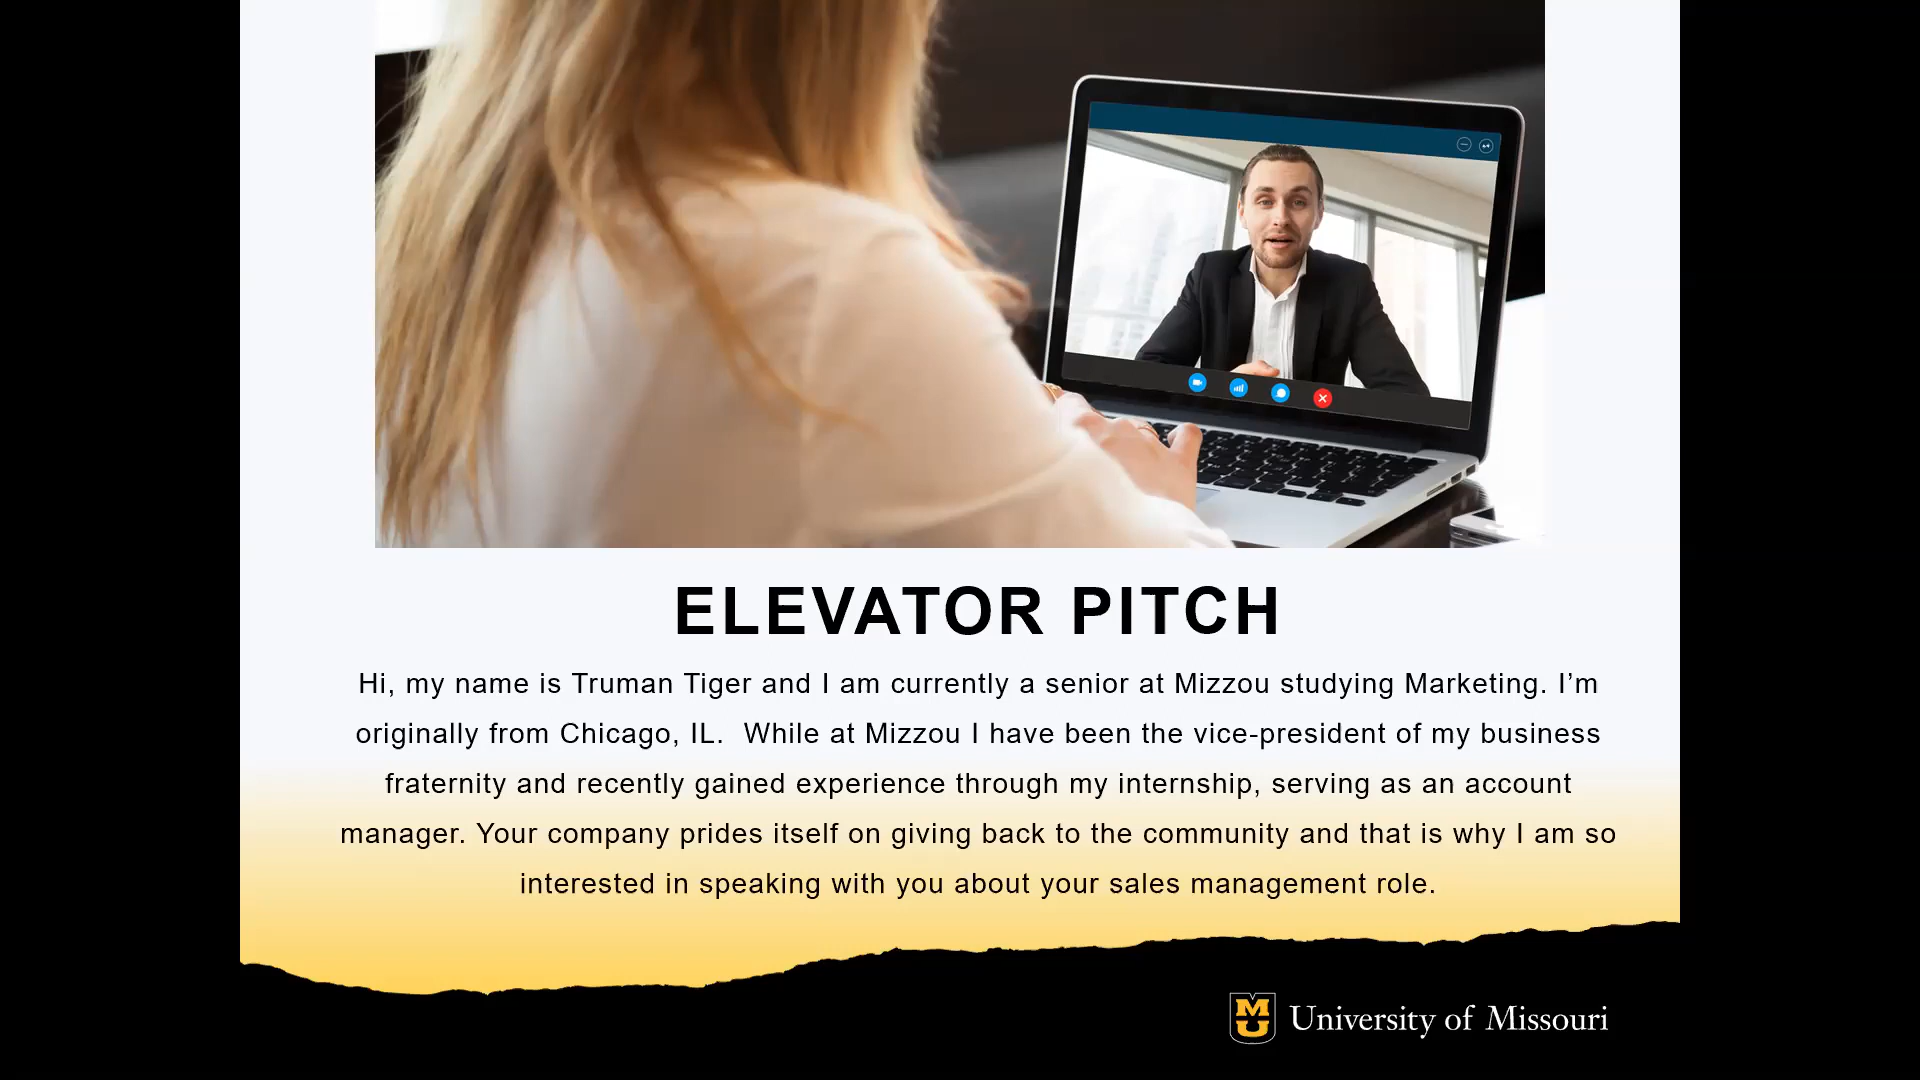 ELEVATOR PITCH
Hi, my name is Truman Tiger and I am currently a senior at Mizzou studying Marketing. I’m
originally from Chicago, IL.  While at Mizzou I have been the vice-president of my business
fraternity and recently gained experience through my internship, serving as an account
manager. Your company prides itself on giving back to the community and that is why I am so
interested in speaking with you about your sales management role.
MU University of Missouri